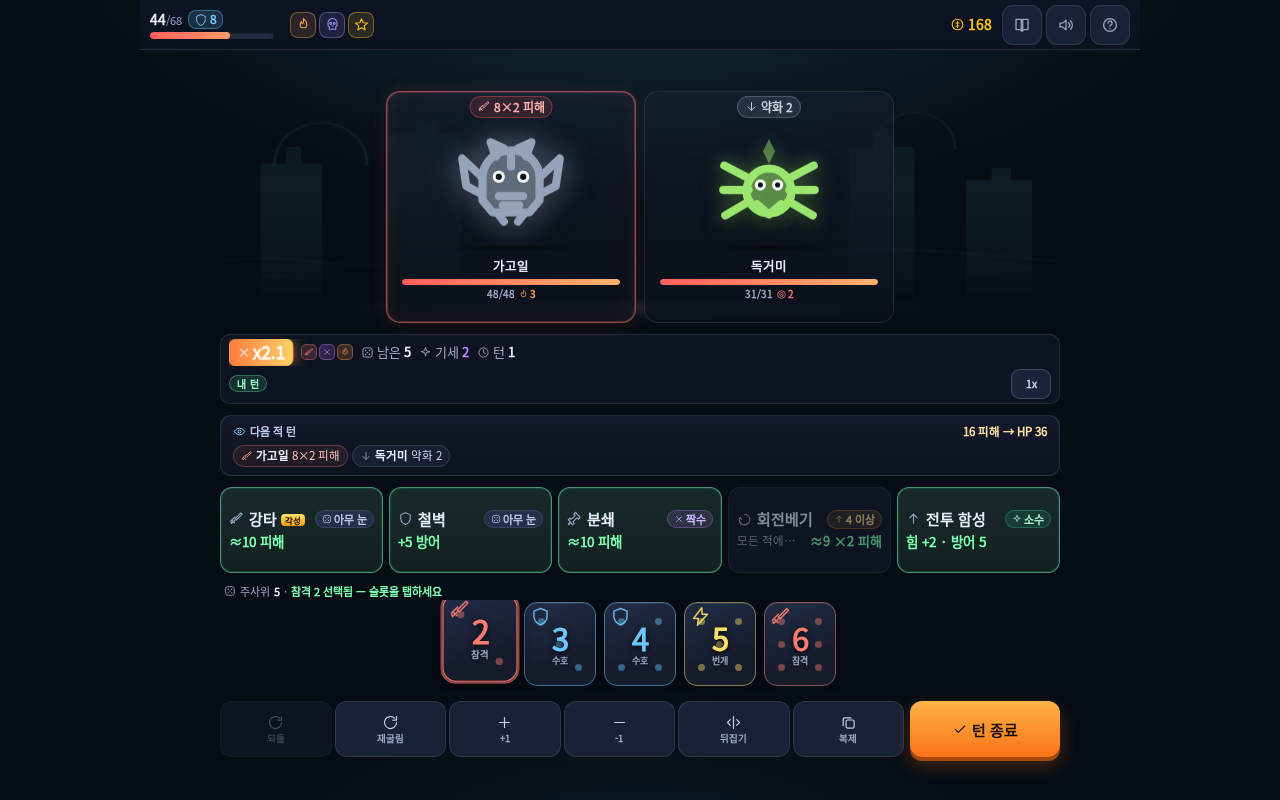 44/68 8
168
8×2 피해
약화 2
가고일
48/48 3
독거미
31/31 2
x2.1 남은 5 기세 2 턴 1
내 턴
1x
다음 적 턴
16 피해 → HP 36
가고일 8×2 피해 독거미 약화 2
강타 각성 아무 눈
≈10 피해
철벽 아무 눈
+5 방어
분쇄 짝수
≈10 피해
회전베기 4 이상
모든 적에… ≈9 ×2 피해
전투 함성 소수
힘 +2 · 방어 5
주사위 5 · 참격 2 선택됨 — 슬롯을 탭하세요
2
참격
3
수호
4
수호
5
번개
6
참격
되돌
재굴림
+1
-1
뒤집기
복제
턴 종료